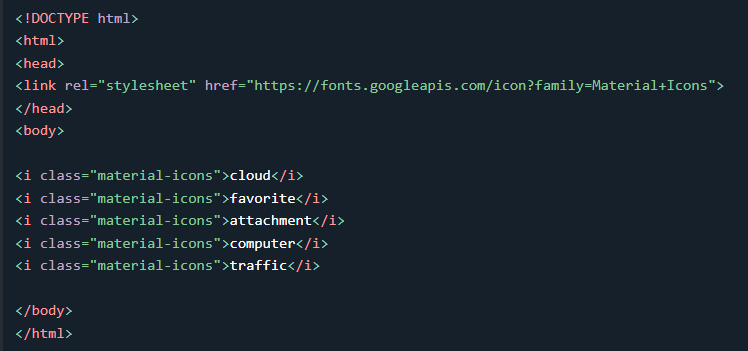 <!DOCTYPE html>
<html>
<head>
<link rel="stylesheet" href="https://fonts.googleapis.com/icon?family=Material+Icons">
</head>
<body>
<i class="material-icons">cloud</i>
<i class="material-icons">favorite</i>
<i class="material-icons">attachment</i>
<i class="material-icons">computer</i>
<i class="material-icons">traffic</i>
</body>
</html>